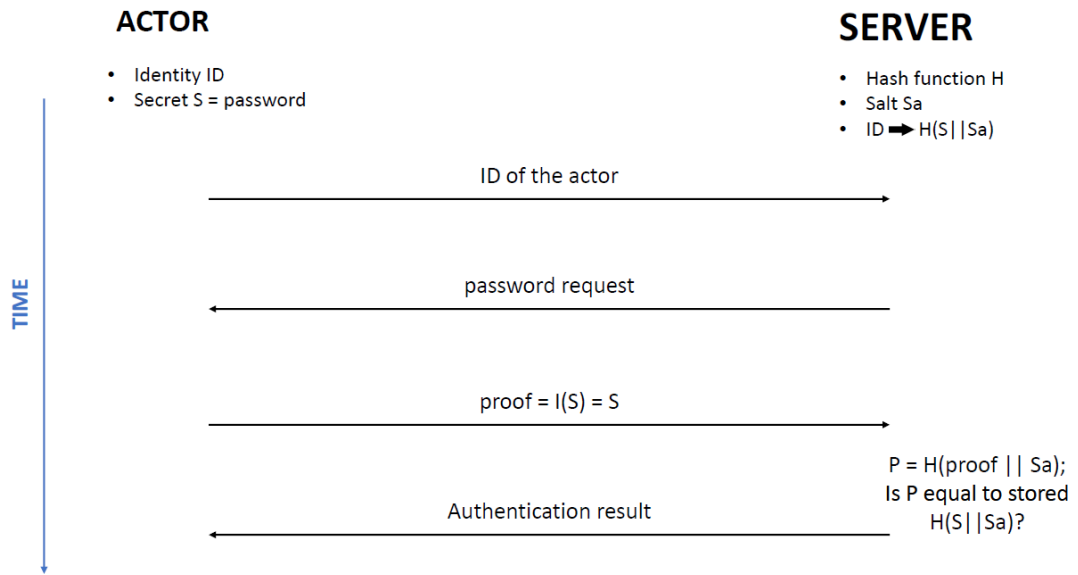 ACTOR
• Identity ID
• Secret S = password
SERVER
• Hash function H
• Salt Sa
• ID ➡ H(S||Sa)
TIME
ID of the actor
password request
proof = I(S) = S
P = H(proof || Sa);
Is P equal to stored
H(S||Sa)?
Authentication result